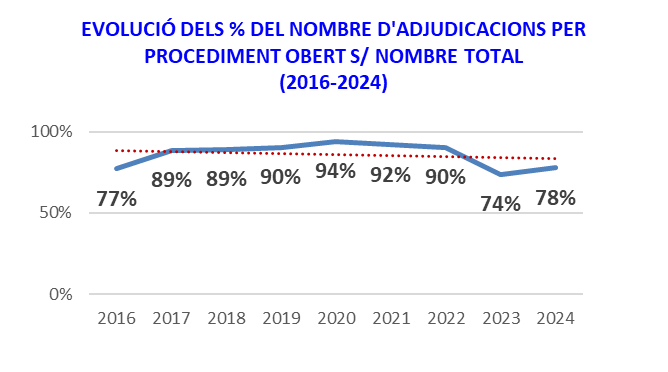 EVOLUCIÓ DELS % DEL NOMBRE D'ADJUDICACIONS PER
PROCEDIMENT OBERT S/ NOMBRE TOTAL
(2016-2024)
100%
77% 89% 89% 90% 94% 92% 90% 74% 78%
50%
0%
2016 2017 2018 2019 2020 2021 2022 2023 2024